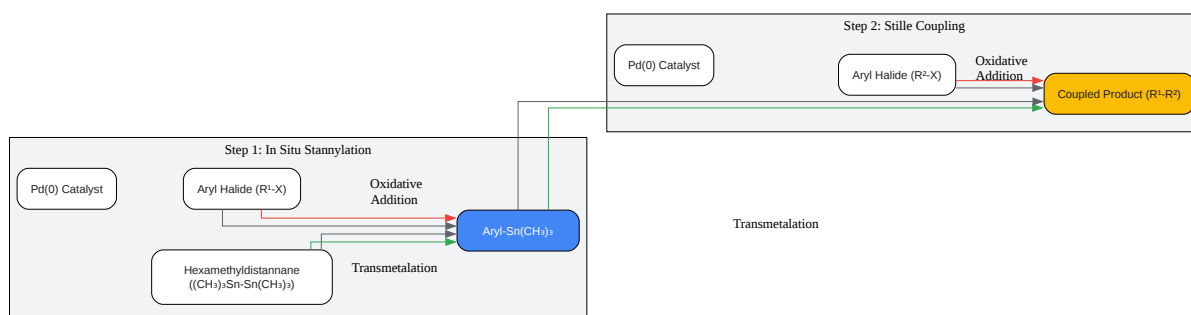 Step 2: Stille Coupling
Pd(0) Catalyst
Aryl Halide (R²-X)
Oxidative
Addition
Coupled Product (R¹-R²)
Step 1: In Situ Stannylation
Pd(0) Catalyst
Aryl Halide (R¹-X)
Oxidative
Addition
Aryl-Sn(CH₃)₃
Hexamethyldistannane
((CH₃)₃Sn-Sn(CH₃)₃)
Transmetalation
Transmetalation